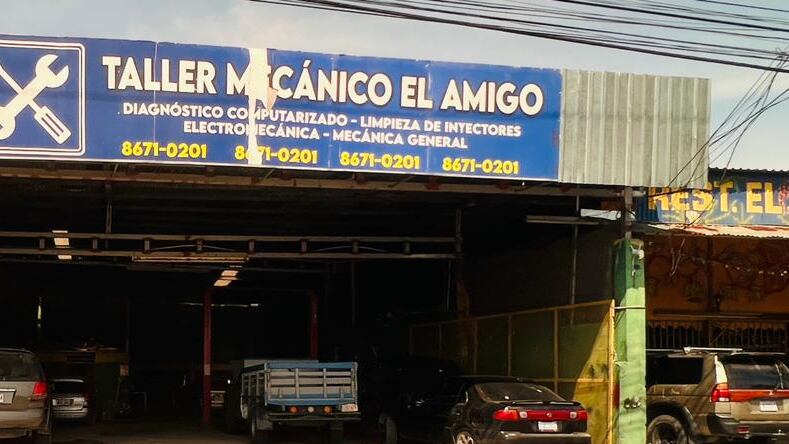 TALLER MECÁNICO EL AMIGO
DIAGNÓSTICO COMPUTARIZADO - LIMPIEZA DE INYECTORES
ELECTROMECÁNICA - MECÁNICA GENERAL
8671-0201 8671-0201 8671-0201 8671-0201
REST. EL